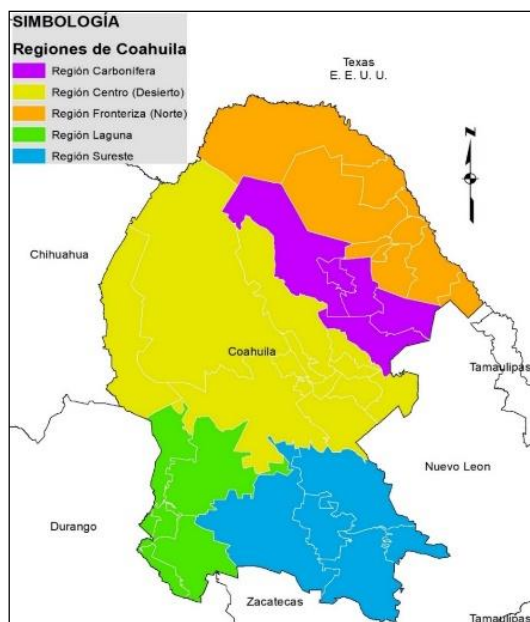 SIMBOLOGÍA
Regiones de Coahuila
Región Carbonífera
Región Centro (Desierto)
Región Fronteriza (Norte)
Región Laguna
Región Sureste
Texas
E. E. U. U.
N
Chihuahua
Coahuila
Tamaulipas
Nuevo Leon
Durango
Zacatecas
Tamaulipas